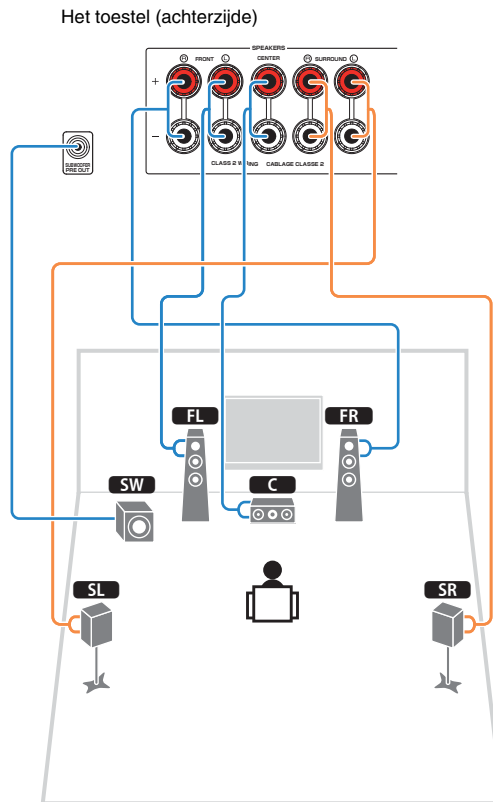 Het toestel (achterzijde)
SPEAKERS
R FRONT L CENTER R SURROUND L
+
–
SUBWOOFER
PRE OUT
CLASS 2 WIRING CABLAGE CLASSE 2
FL
FR
SW
C
SL
SR